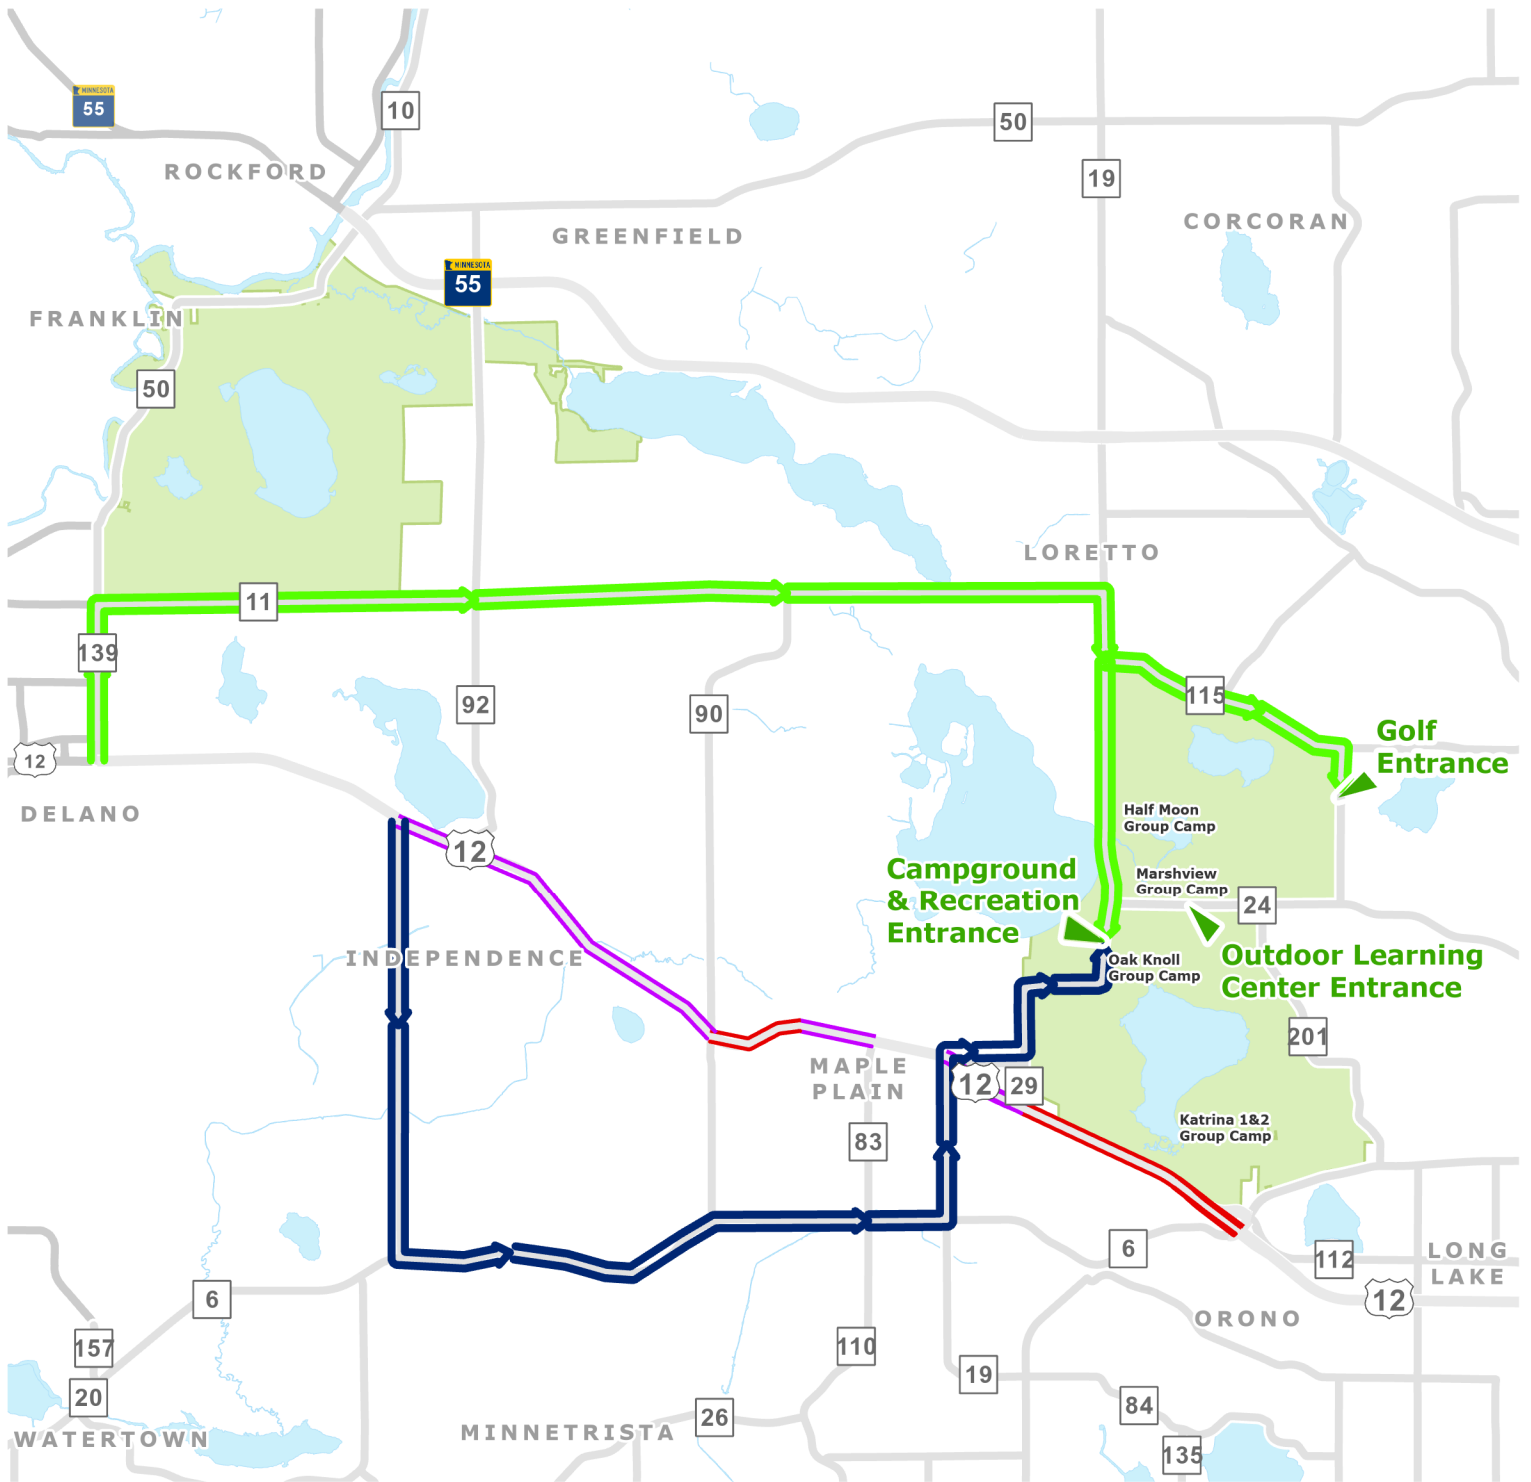 MINNESOTA
55
10
50
19
ROCKFORD
CORCORAN
GREENFIELD
MINNESOTA
55
FRANKLIN
50
LORETTO
11
139
92
90
115
12
Golf
Entrance
DELANO
Half Moon
Group Camp
12
Campground
& Recreation
Entrance
Marshview
Group Camp
24
INDEPENDENCE
Oak Knoll
Group Camp
Outdoor Learning
Center Entrance
201
MAPLE
PLAIN
12
29
83
Katrina 1&2
Group Camp
6
112
LONG
LAKE
6
12
ORONO
157
110
19
20
84
26
WATERTOWN
MINNETRISTA
135